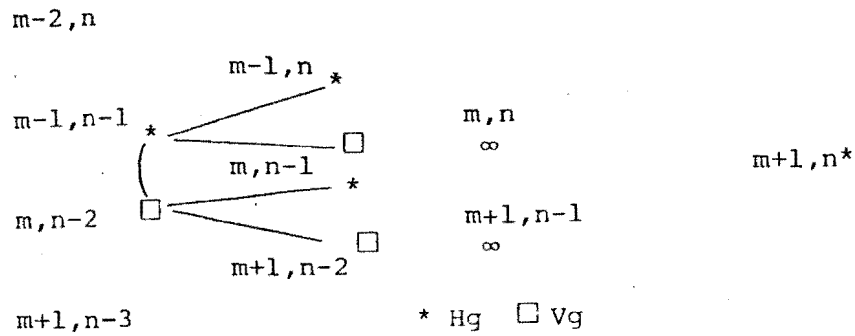 m-2,n
m-1,n *
m-1,n-1 *
m,n
∞
□
m+1,n*
m,n-1
*
m,n-2 □
m+1,n-1
∞
□
m+1,n-2
m+1,n-3
* Hg □ Vg